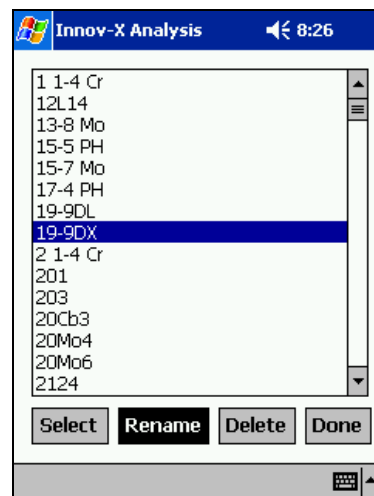 Innov-X Analysis 8:26
1 1-4 Cr
12L14
13-8 Mo
15-5 PH
15-7 Mo
17-4 PH
19-9DL
19-9DX
2 1-4 Cr
201
203
20Cb3
20Mo4
20Mo6
2124
Select Rename Delete Done